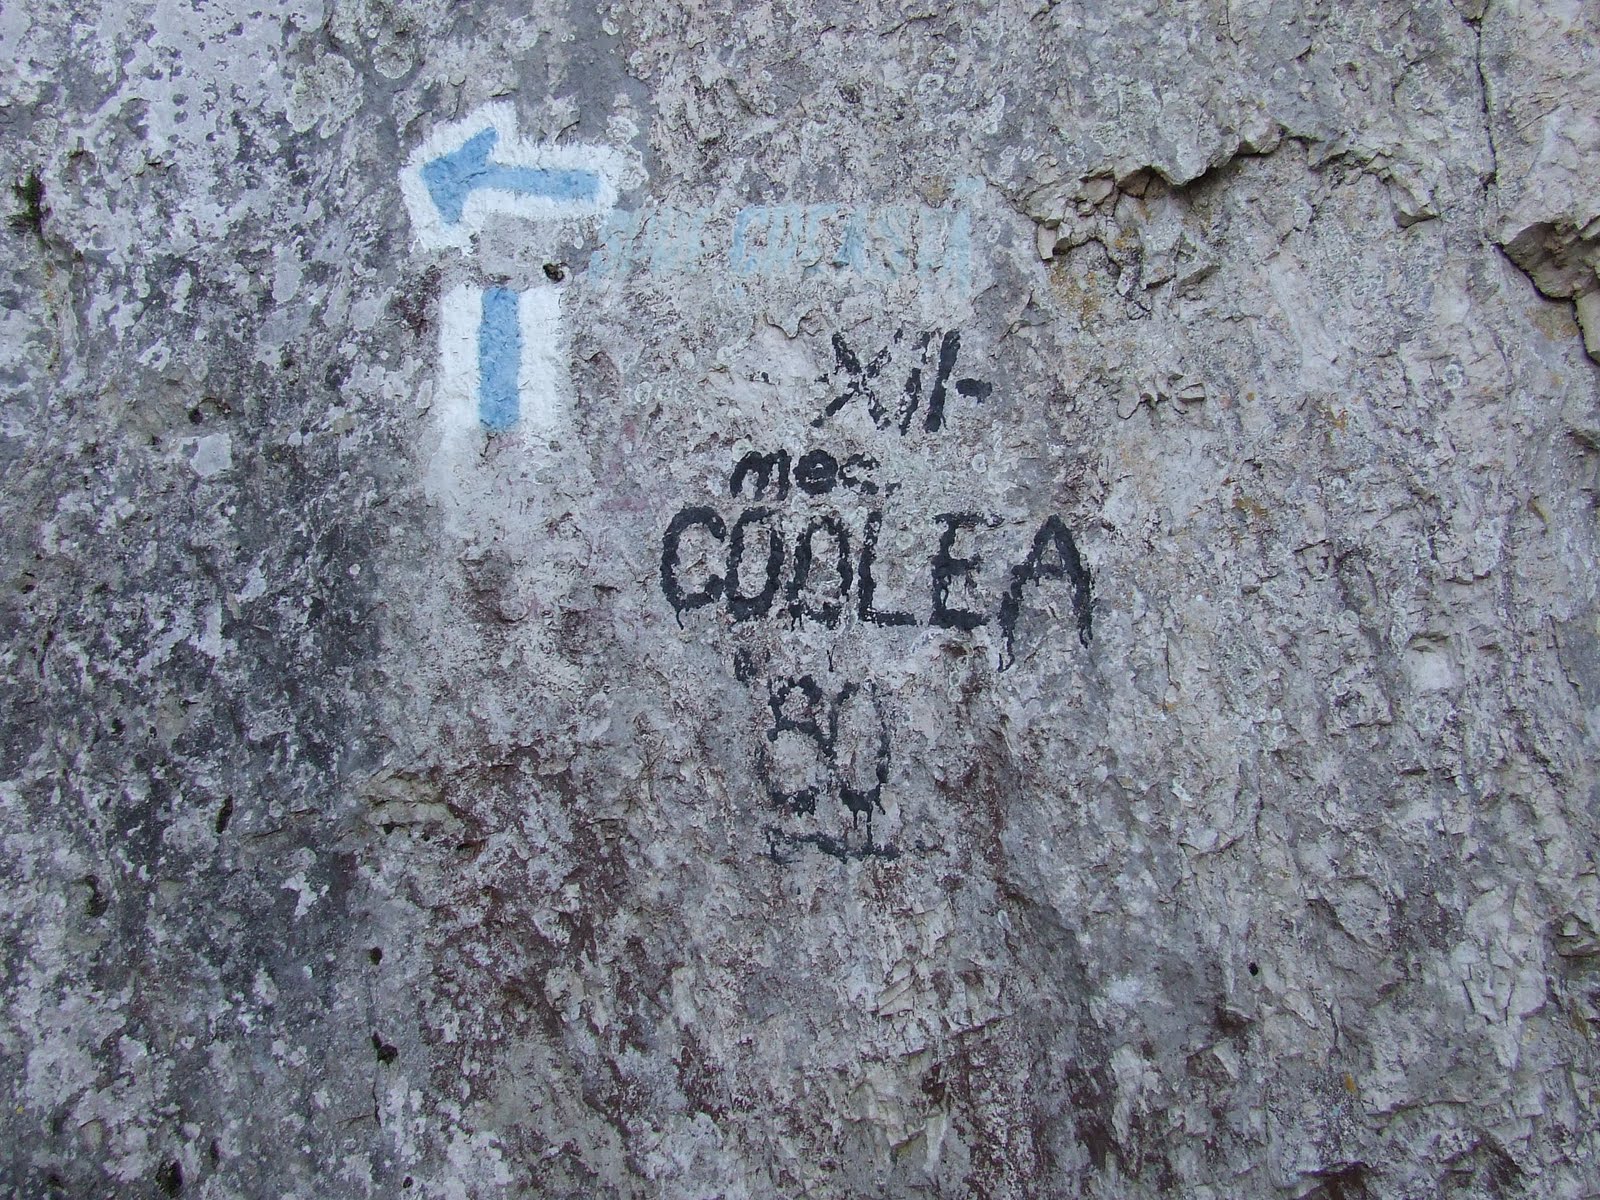 XII-
mec.
CODLEA
'80